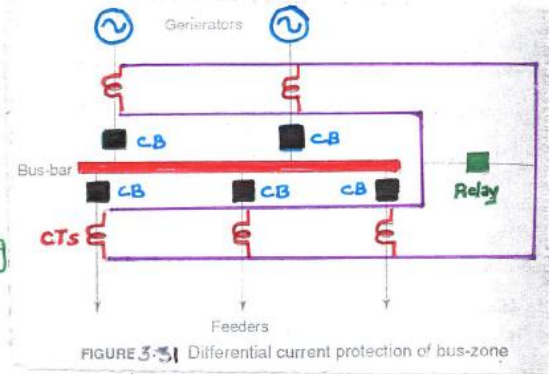 Generators
CB
CB
Bus-bar
CB
CB
CB
Relay
CTs
Feeders
FIGURE 3.31 Differential current protection of bus-zone